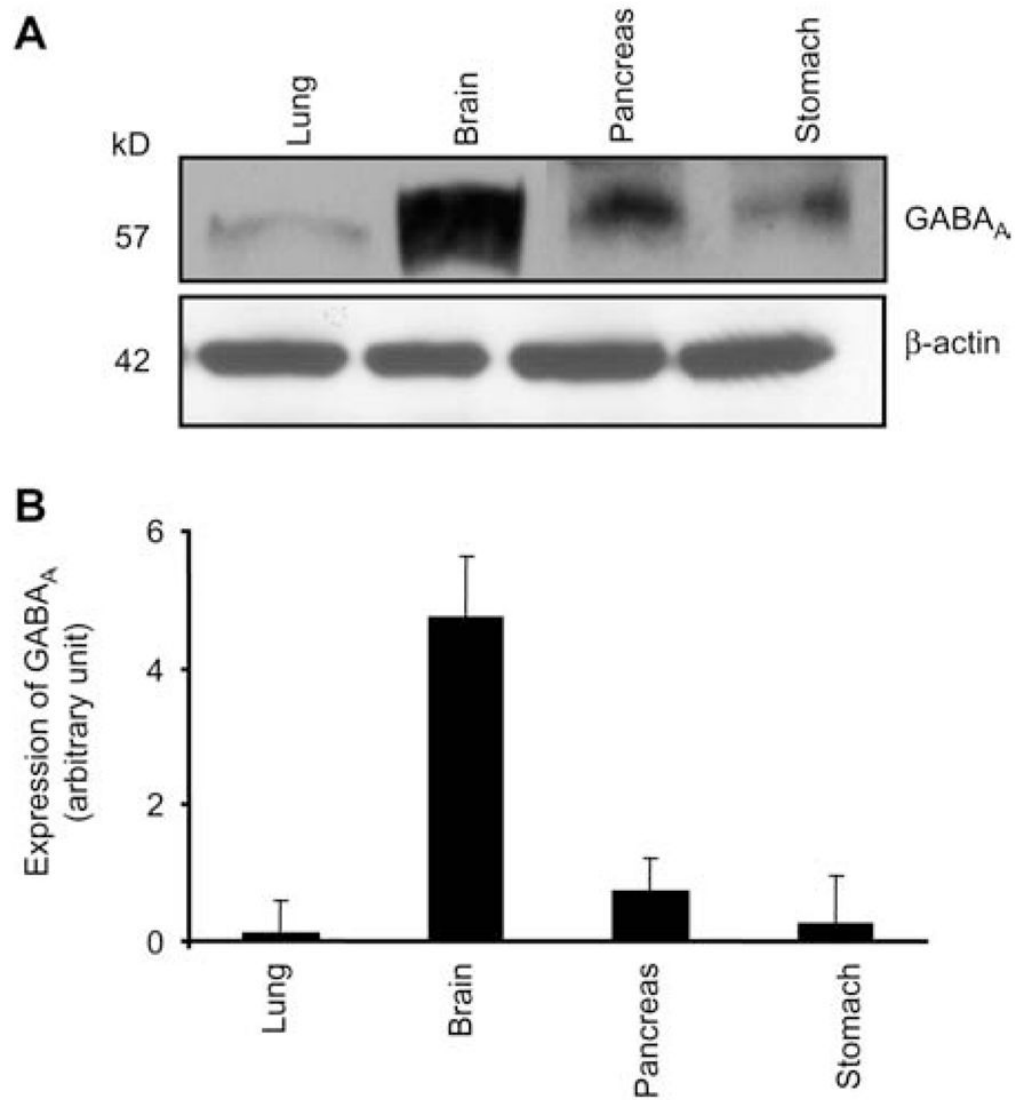 A
Lung
Brain
Pancreas
Stomach
kD
57
GABAA
42
β-actin
B
Expression of GABAA
(arbitrary unit)
6
4
2
0
Lung
Brain
Pancreas
Stomach